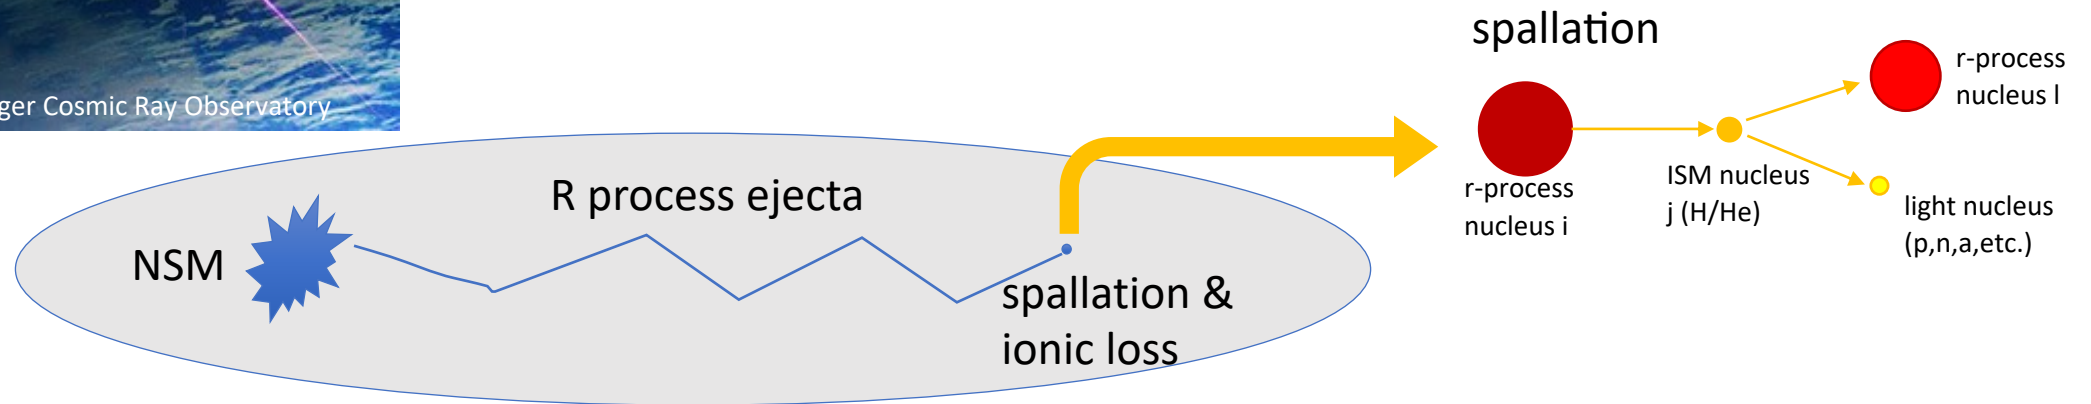 Cosmic Ray Observatory
spallation
r-process
nucleus l
R process ejecta
r-process
nucleus i
ISM nucleus
j (H/He)
light nucleus
(p,n,a,etc.)
NSM
spallation &
ionic loss